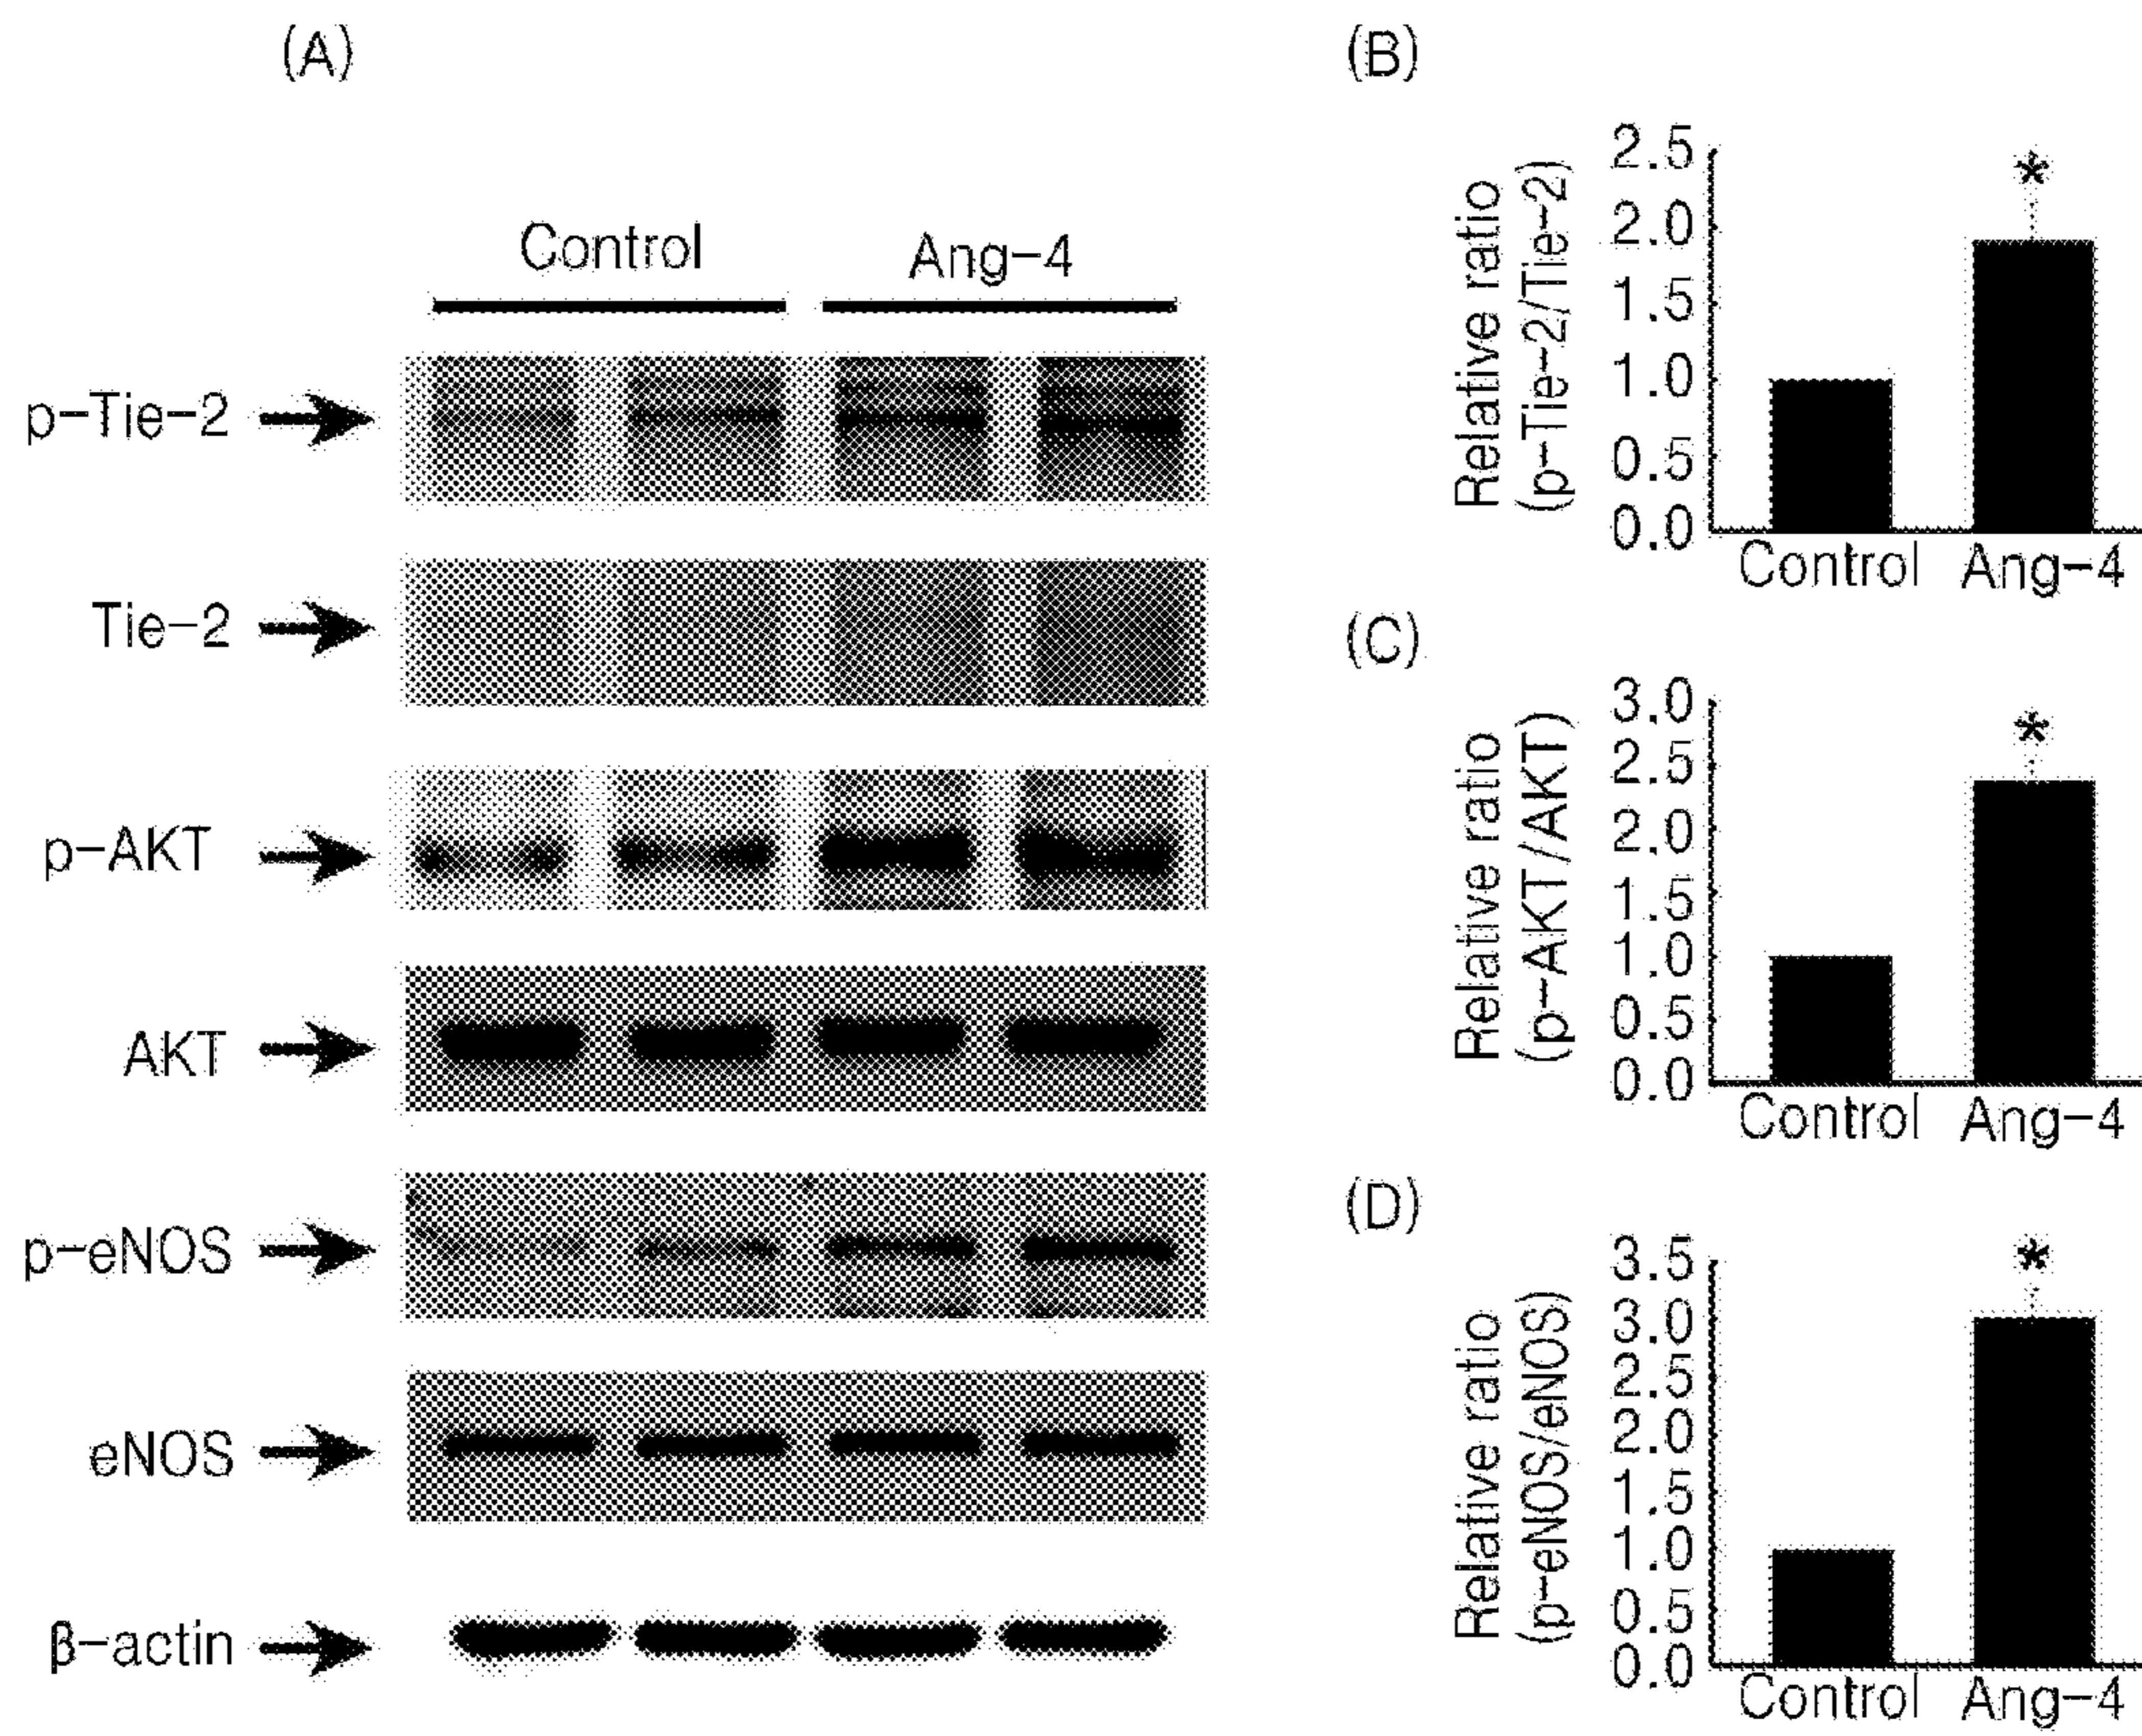 (A)
Control
Ang-4
p-Tie-2
Tie-2
p-AKT
AKT
p-eNOS
eNOS
β-actin
(B)
Relative ratio
(p-Tie-2/Tie-2)
2.5
*
2.0
1.5
1.0
0.5
0.0
Control Ang-4
(C)
Relative ratio
(p-AKT/AKT)
3.0
*
2.5
2.0
1.5
1.0
0.5
0.0
Control Ang-4
(D)
Relative ratio
(p-eNOS/eNOS)
3.5
*
3.0
2.5
2.0
1.5
1.0
0.5
0.0
Control Ang-4